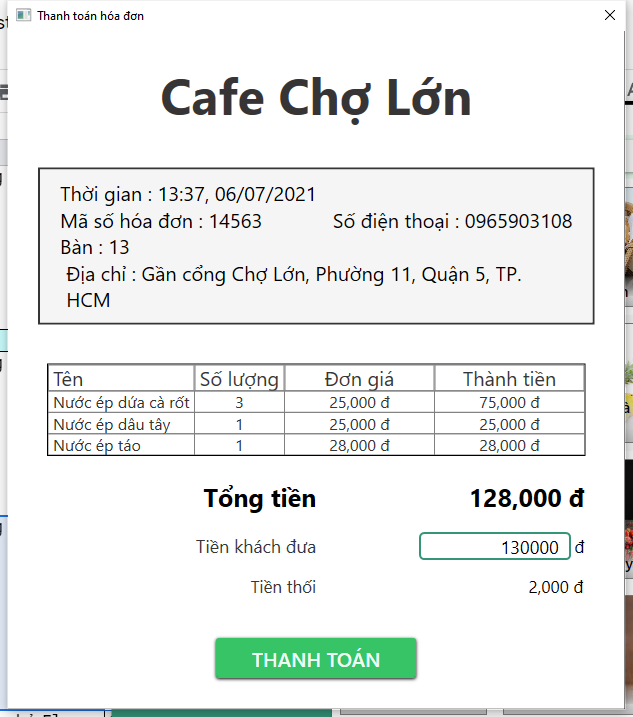 Thanh toán hóa đơn
Cafe Chợ Lớn
Thời gian : 13:37, 06/07/2021
Mã số hóa đơn : 14563 Số điện thoại : 0965903108
Bàn : 13
Địa chỉ : Gần cổng Chợ Lớn, Phường 11, Quận 5, TP.
HCM
Tên Số lượng Đơn giá Thành tiền
Nước ép dứa cà rốt 3 25,000 đ 75,000 đ
Nước ép dâu tây 1 25,000 đ 25,000 đ
Nước ép táo 1 28,000 đ 28,000 đ
Tổng tiền 128,000 đ
Tiền khách đưa 130000 đ
Tiền thối 2,000 đ
THANH TOÁN